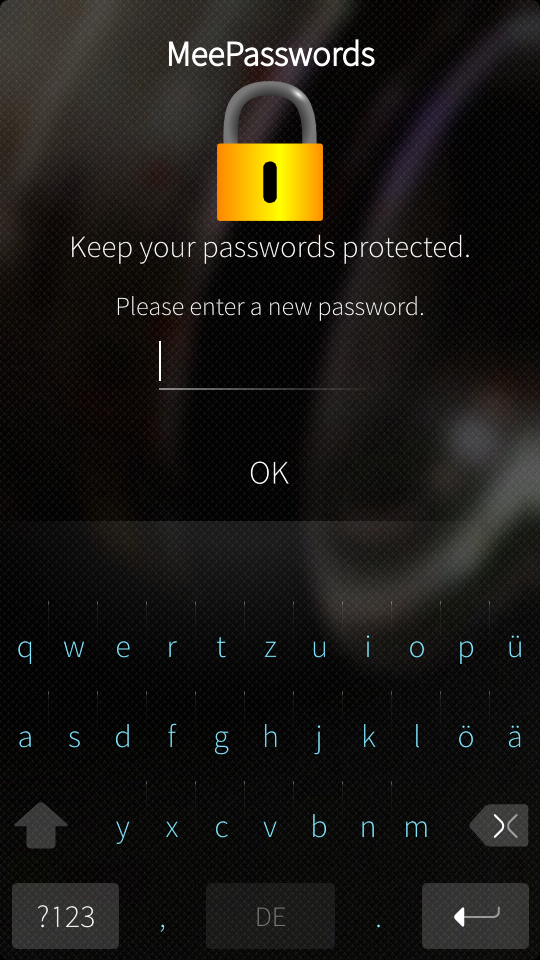 MeePasswords
Keep your passwords protected.
Please enter a new password.
OK
q w e r t z u i o p ü
a s d f g h j k l ö ä
y x c v b n m
?123 , DE .